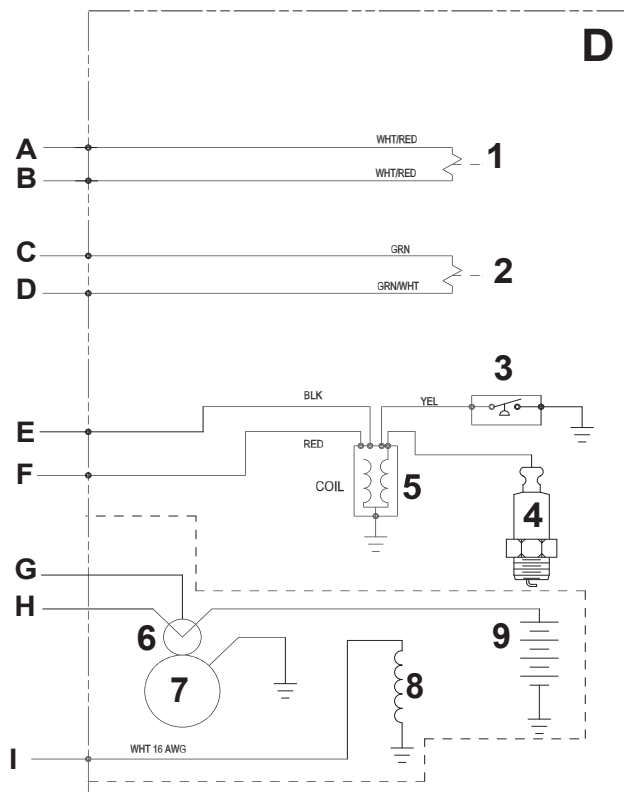 D
A WHT/RED 1
B WHT/RED
C GRN
D GRN/WHT 2
3
BLK YEL
E
RED
F COIL 5 4
G
H 6 9
7 8
I WHT 16 AWG